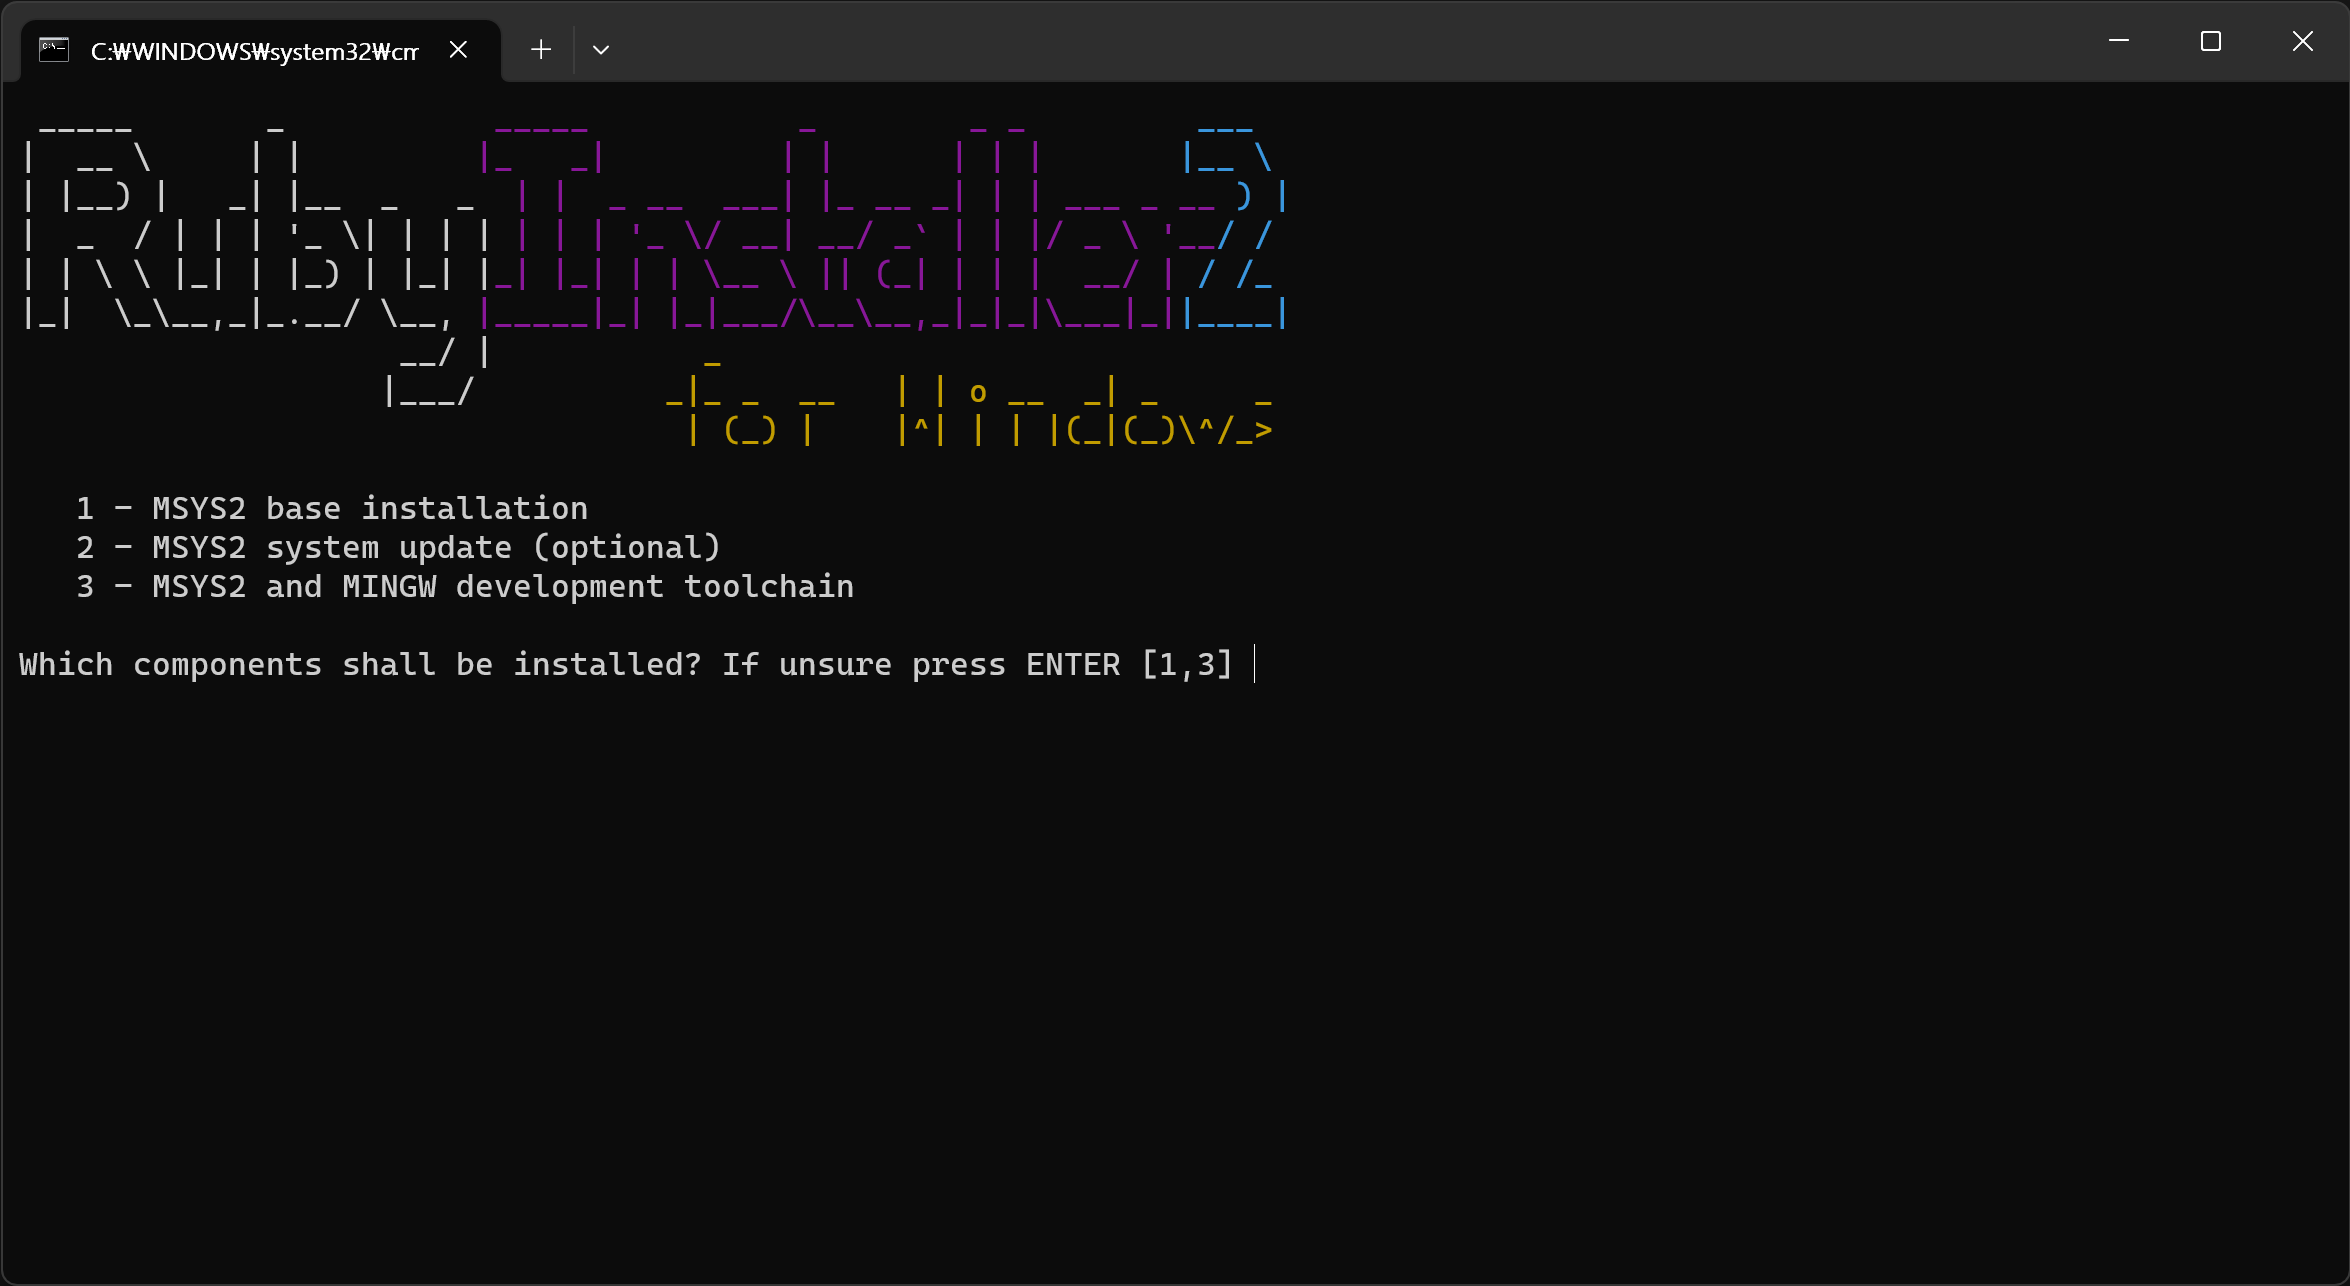 C:₩WINDOWS₩system32₩cm
RubyInstaller2
for Windows
1 - MSYS2 base installation
2 - MSYS2 system update (optional)
3 - MSYS2 and MINGW development toolchain
Which components shall be installed? If unsure press ENTER [1,3]